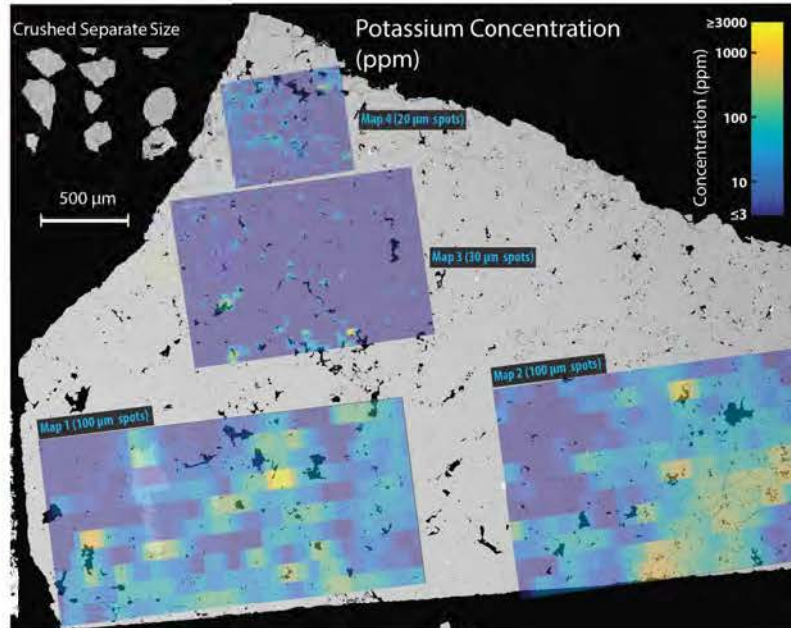 Crushed Separate Size
500 μm
Potassium Concentration
(ppm)
≥3000
1000
100
10
≤3
Concentration (ppm)
Map 4 (20 μm spots)
Map 3 (30 μm spots)
Map 2 (100 μm spots)
Map 1 (100 μm spots)